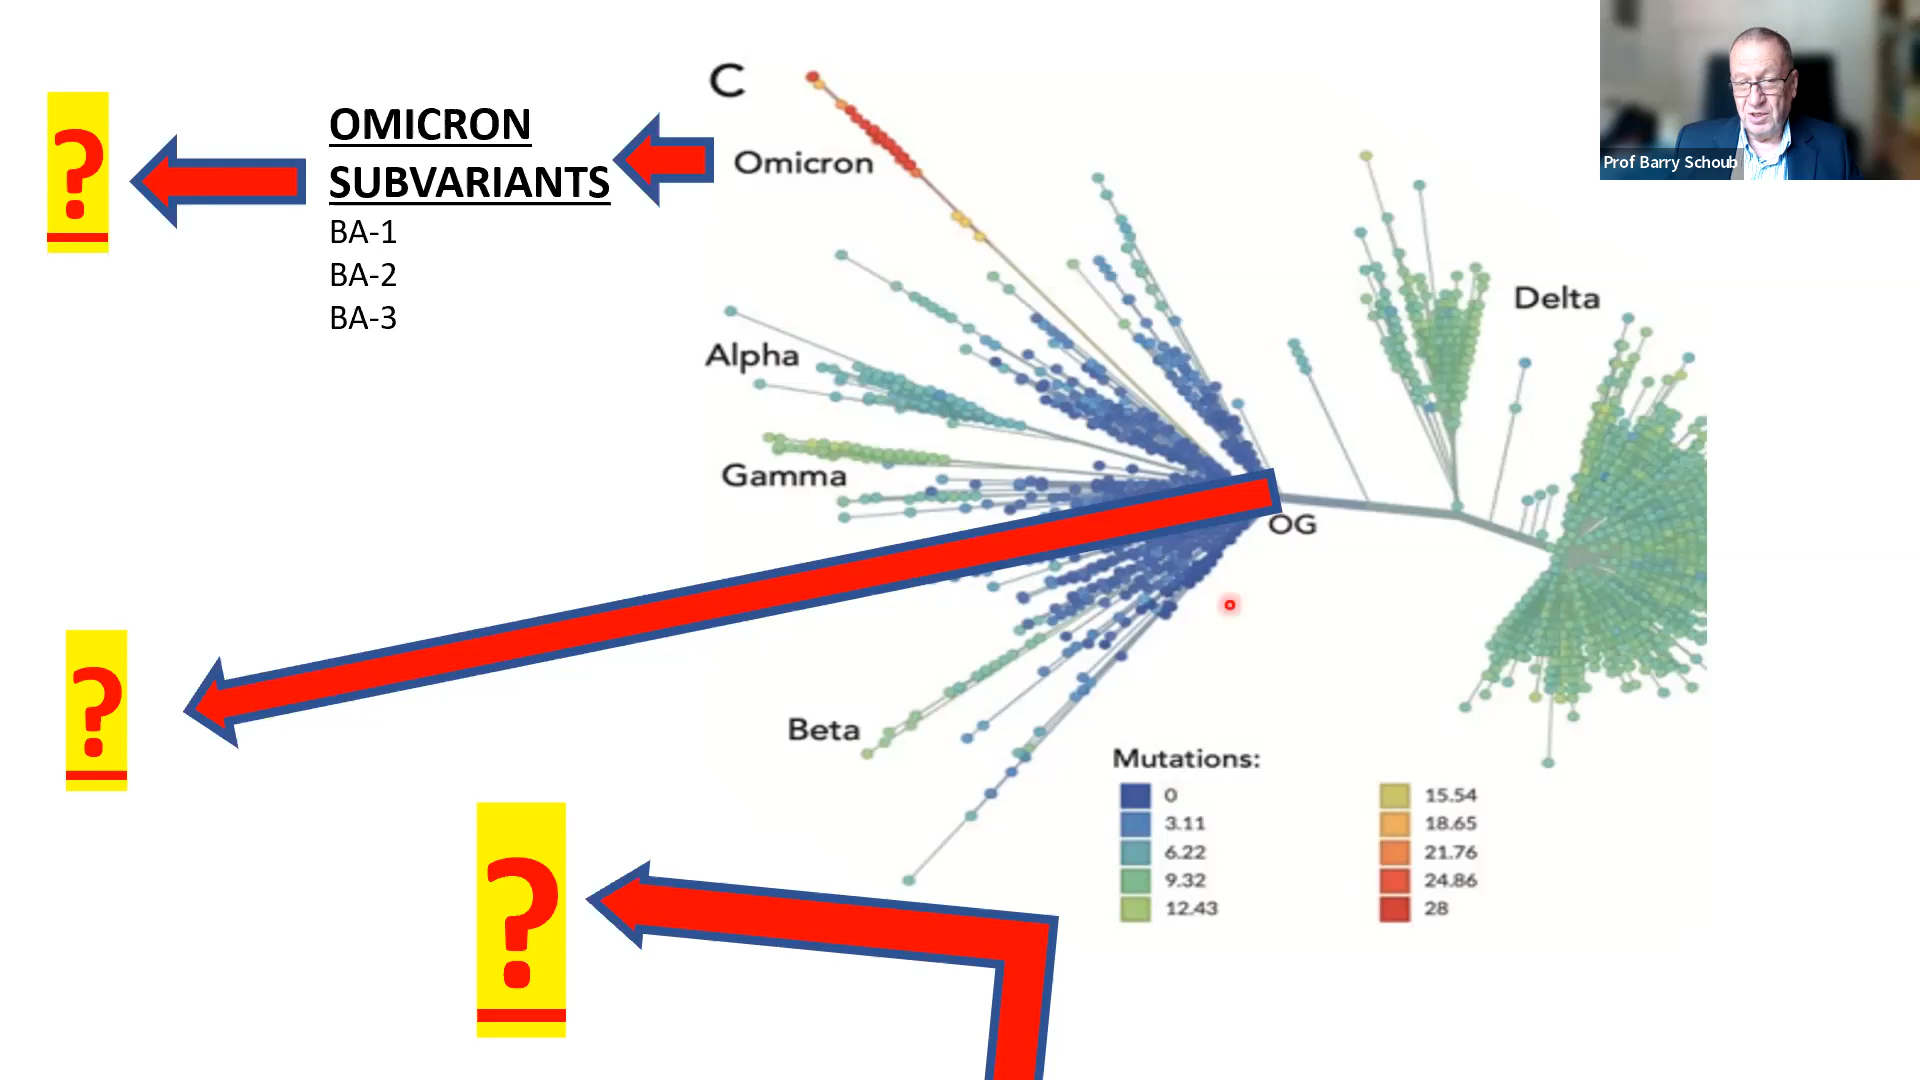 C
Prof Barry Schoub
?
OMICRON
SUBVARIANTS
BA-1
BA-2
BA-3
Omicron
Delta
Alpha
Gamma
OG
?
Beta
Mutations:
0
3.11
6.22
9.32
12.43
15.54
18.65
21.76
24.86
28
?